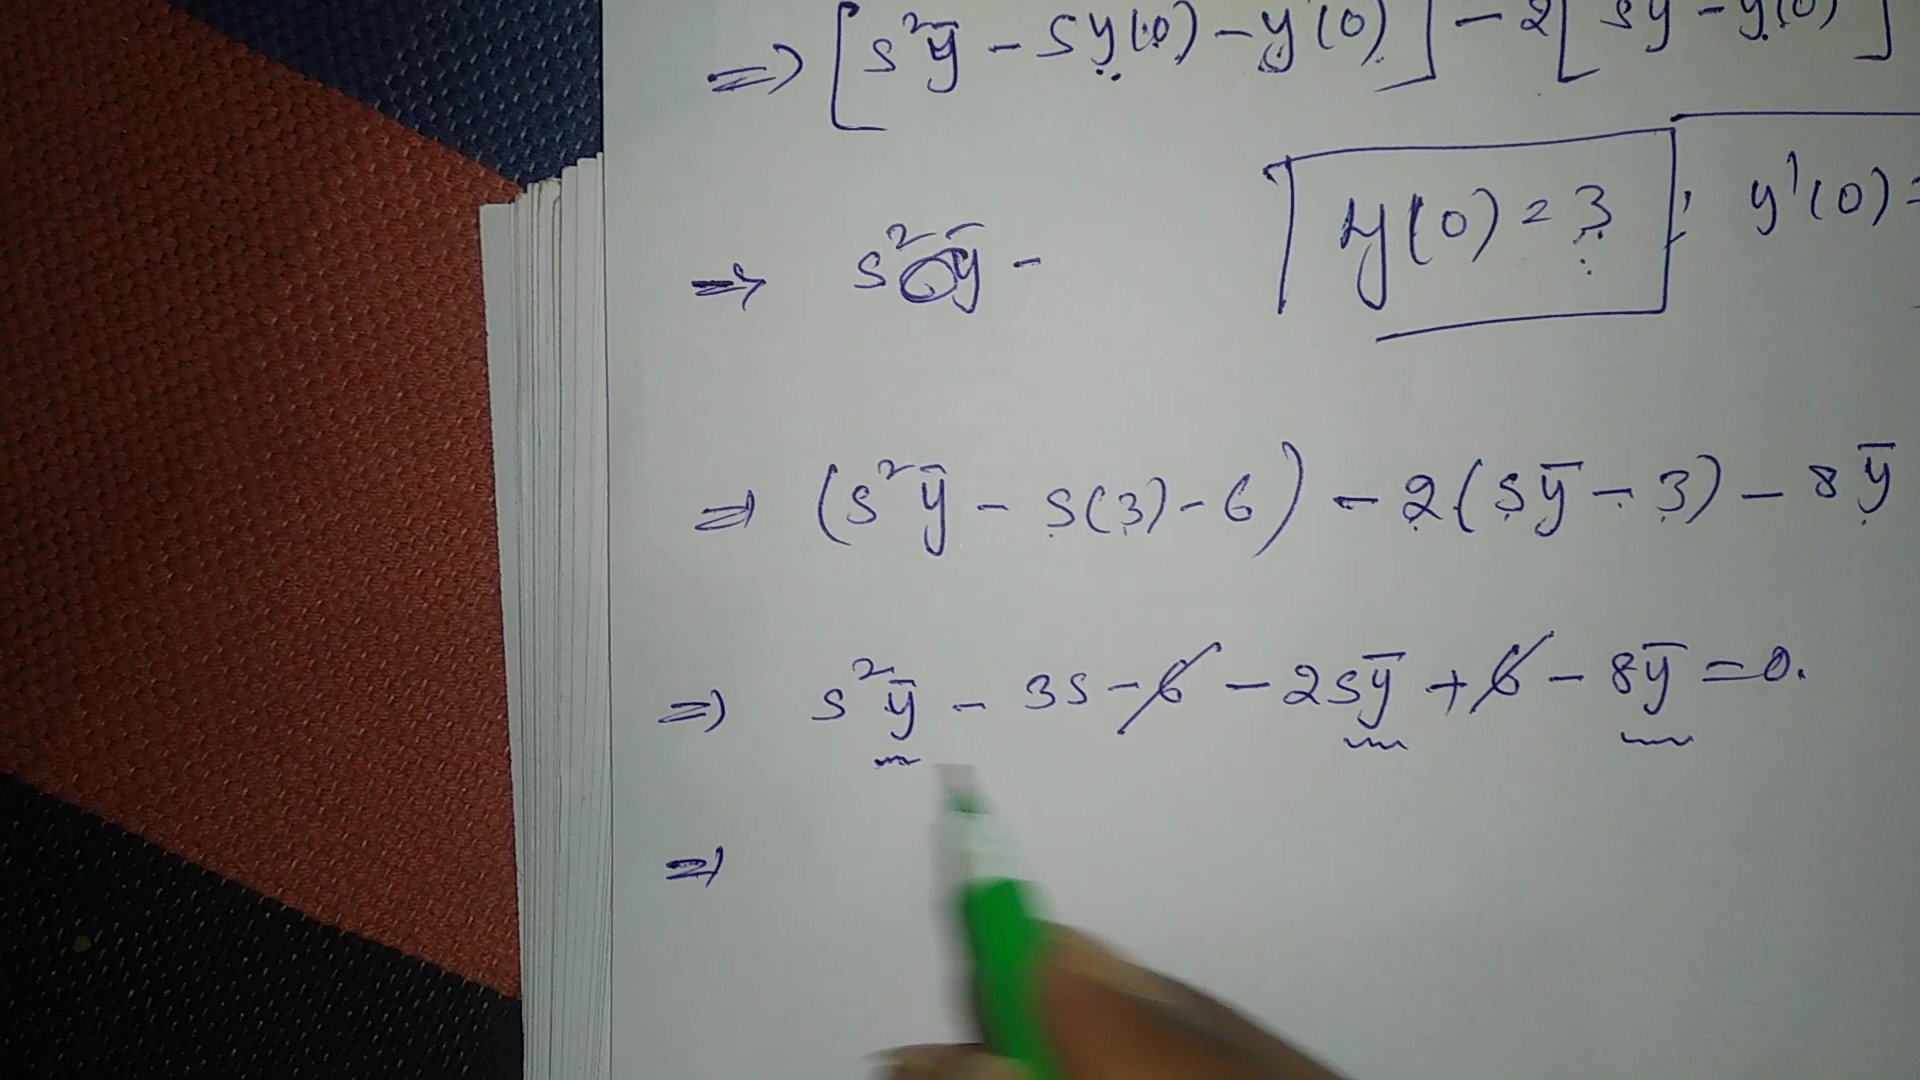 ⇒ [s²ȳ - sy(0) - y'(0)] - 2[sȳ - y(0)]
y(0) = 3 ; y'(0) =
⇒ s²ȳ -
⇒ (s²ȳ - s(3) - 6) - 2(sȳ - 3) - 8ȳ
⇒ s²ȳ - 3s - 6 - 2sȳ + 6 - 8ȳ = 0.
⇒